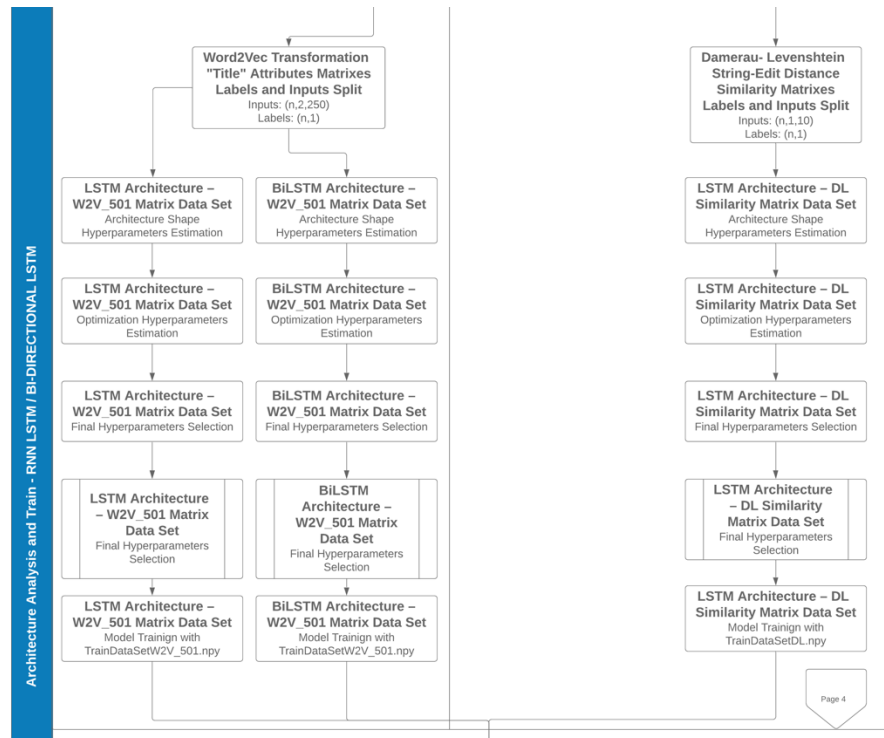 Architecture Analysis and Train - RNN LSTM / BI-DIRECTIONAL LSTM
Word2Vec Transformation
"Title" Attributes Matrixes
Labels and Inputs Split
Inputs: (n,2,250)
Labels: (n,1)
Damerau- Levenshtein
String-Edit Distance
Similarity Matrixes
Labels and Inputs Split
Inputs: (n,1,10)
Labels: (n,1)
LSTM Architecture –
W2V_501 Matrix Data Set
Architecture Shape
Hyperparameters Estimation
BiLSTM Architecture –
W2V_501 Matrix Data Set
Architecture Shape
Hyperparameters Estimation
LSTM Architecture – DL
Similarity Matrix Data Set
Architecture Shape
Hyperparameters Estimation
LSTM Architecture –
W2V_501 Matrix Data Set
Optimization Hyperparameters
Estimation
BiLSTM Architecture –
W2V_501 Matrix Data Set
Optimization Hyperparameters
Estimation
LSTM Architecture – DL
Similarity Matrix Data Set
Optimization Hyperparameters
Estimation
LSTM Architecture –
W2V_501 Matrix Data Set
Final Hyperparameters Selection
BiLSTM Architecture –
W2V_501 Matrix Data Set
Final Hyperparameters Selection
LSTM Architecture – DL
Similarity Matrix Data Set
Final Hyperparameters Selection
LSTM Architecture
– W2V_501 Matrix
Data Set
Final Hyperparameters
Selection
BiLSTM
Architecture –
W2V_501 Matrix
Data Set
Final Hyperparameters
Selection
LSTM Architecture
– DL Similarity
Matrix Data Set
Final Hyperparameters
Selection
LSTM Architecture –
W2V_501 Matrix Data Set
Model Trainign with
TrainDataSetW2V_501.npy
BiLSTM Architecture –
W2V_501 Matrix Data Set
Model Trainign with
TrainDataSetW2V_501.npy
LSTM Architecture – DL
Similarity Matrix Data Set
Model Trainign with
TrainDataSetDL.npy
Page 4